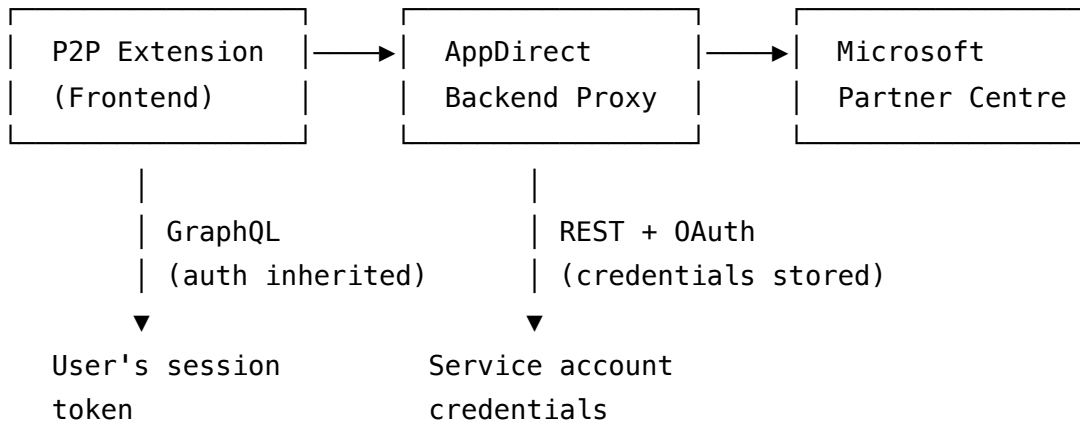 P2P Extension
(Frontend)
AppDirect
Backend Proxy
Microsoft
Partner Centre
GraphQL
(auth inherited)
REST + OAuth
(credentials stored)
User's session
token
Service account
credentials